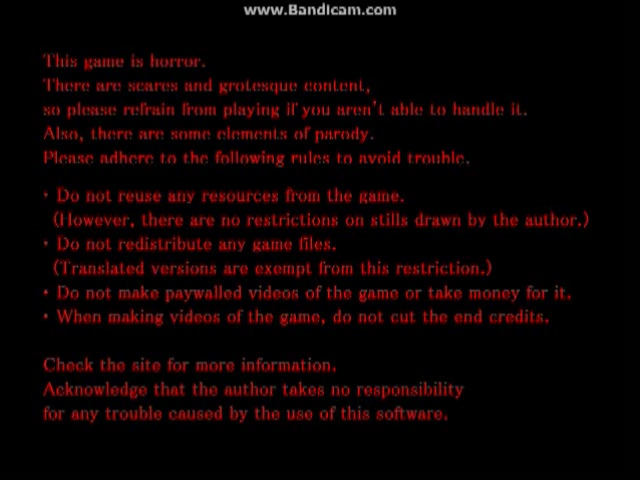 www.Bandicam.com
This game is horror.
There are scares and grotesque content,
so please refrain from playing if you aren't able to handle it.
Also, there are some elements of parody.
Please adhere to the following rules to avoid trouble.
・Do not reuse any resources from the game.
(However, there are no restrictions on stills drawn by the author.)
・Do not redistribute any game files.
(Translated versions are exempt from this restriction.)
・Do not make paywalled videos of the game or take money for it.
・When making videos of the game, do not cut the end credits.
Check the site for more information.
Acknowledge that the author takes no responsibility
for any trouble caused by the use of this software.